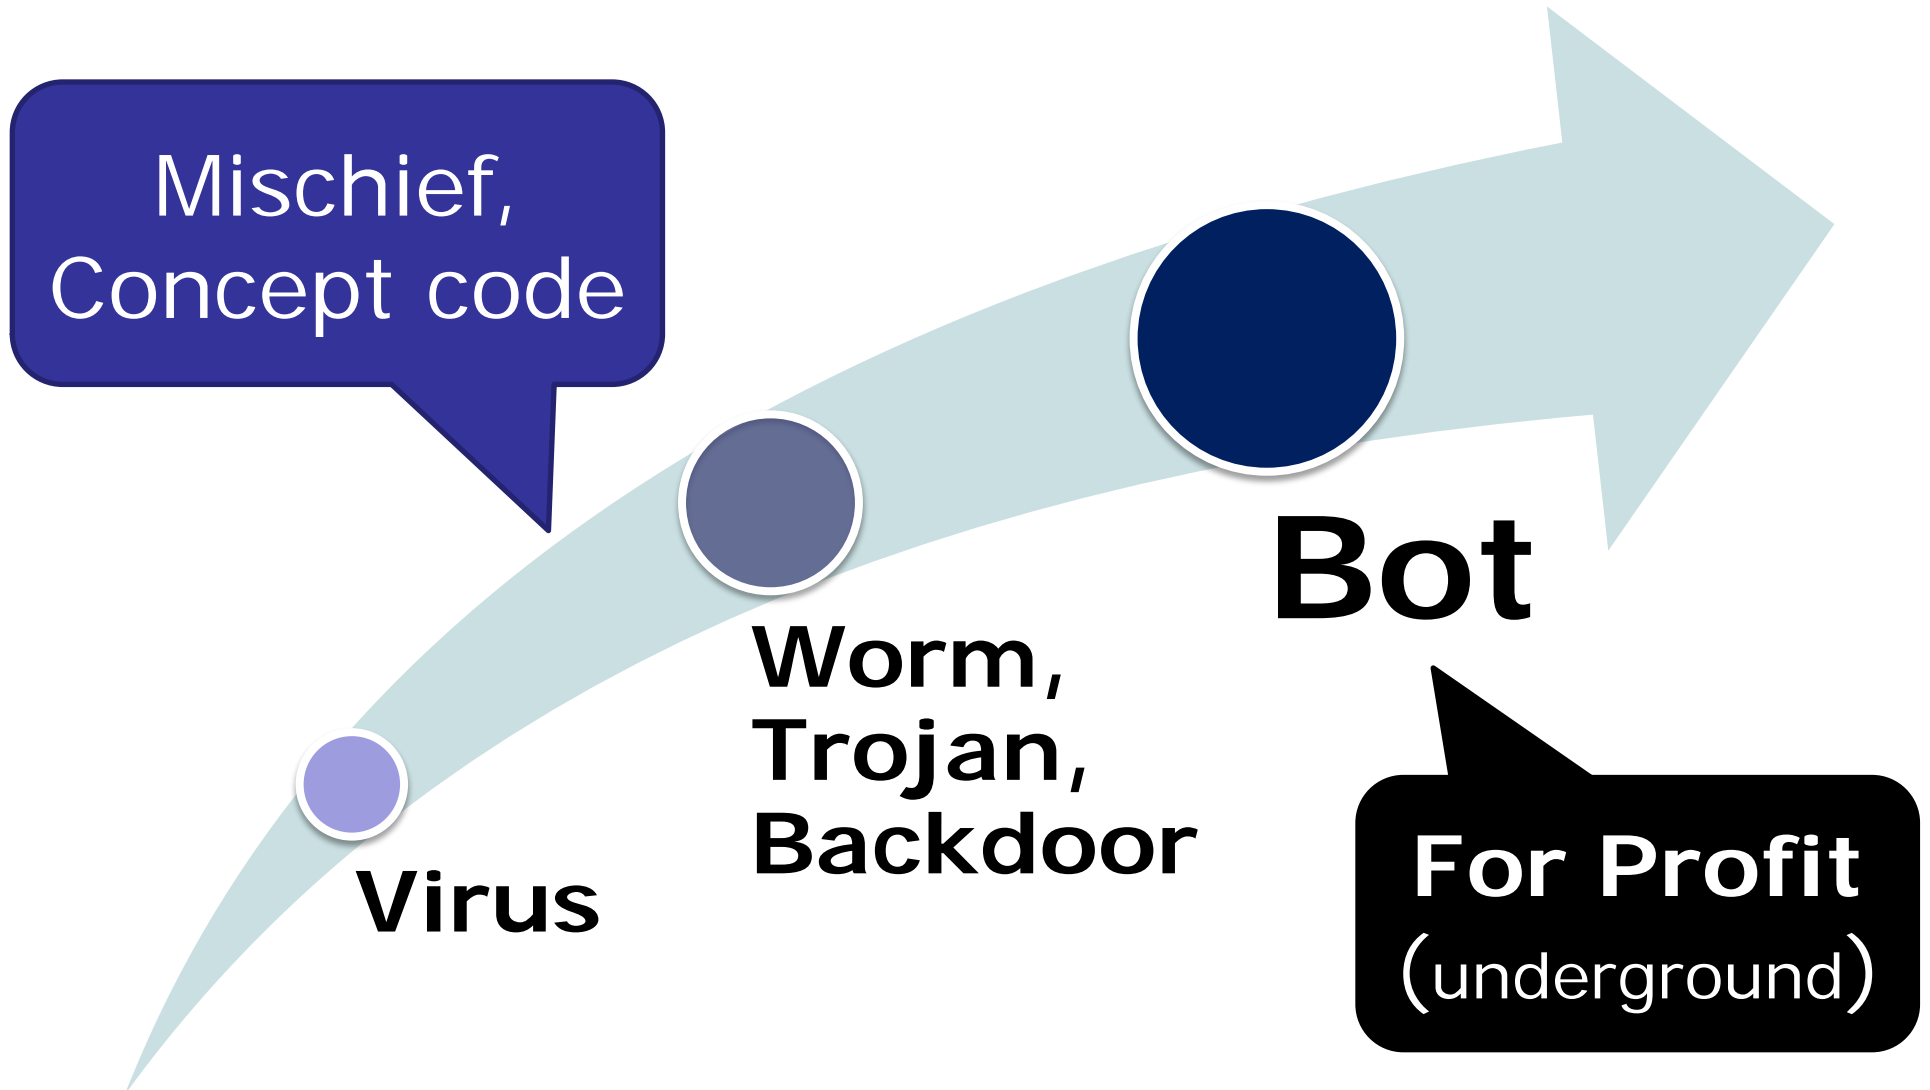 Mischief,
Concept code
Bot
Worm,
Trojan,
Backdoor
Virus
For Profit
(underground)